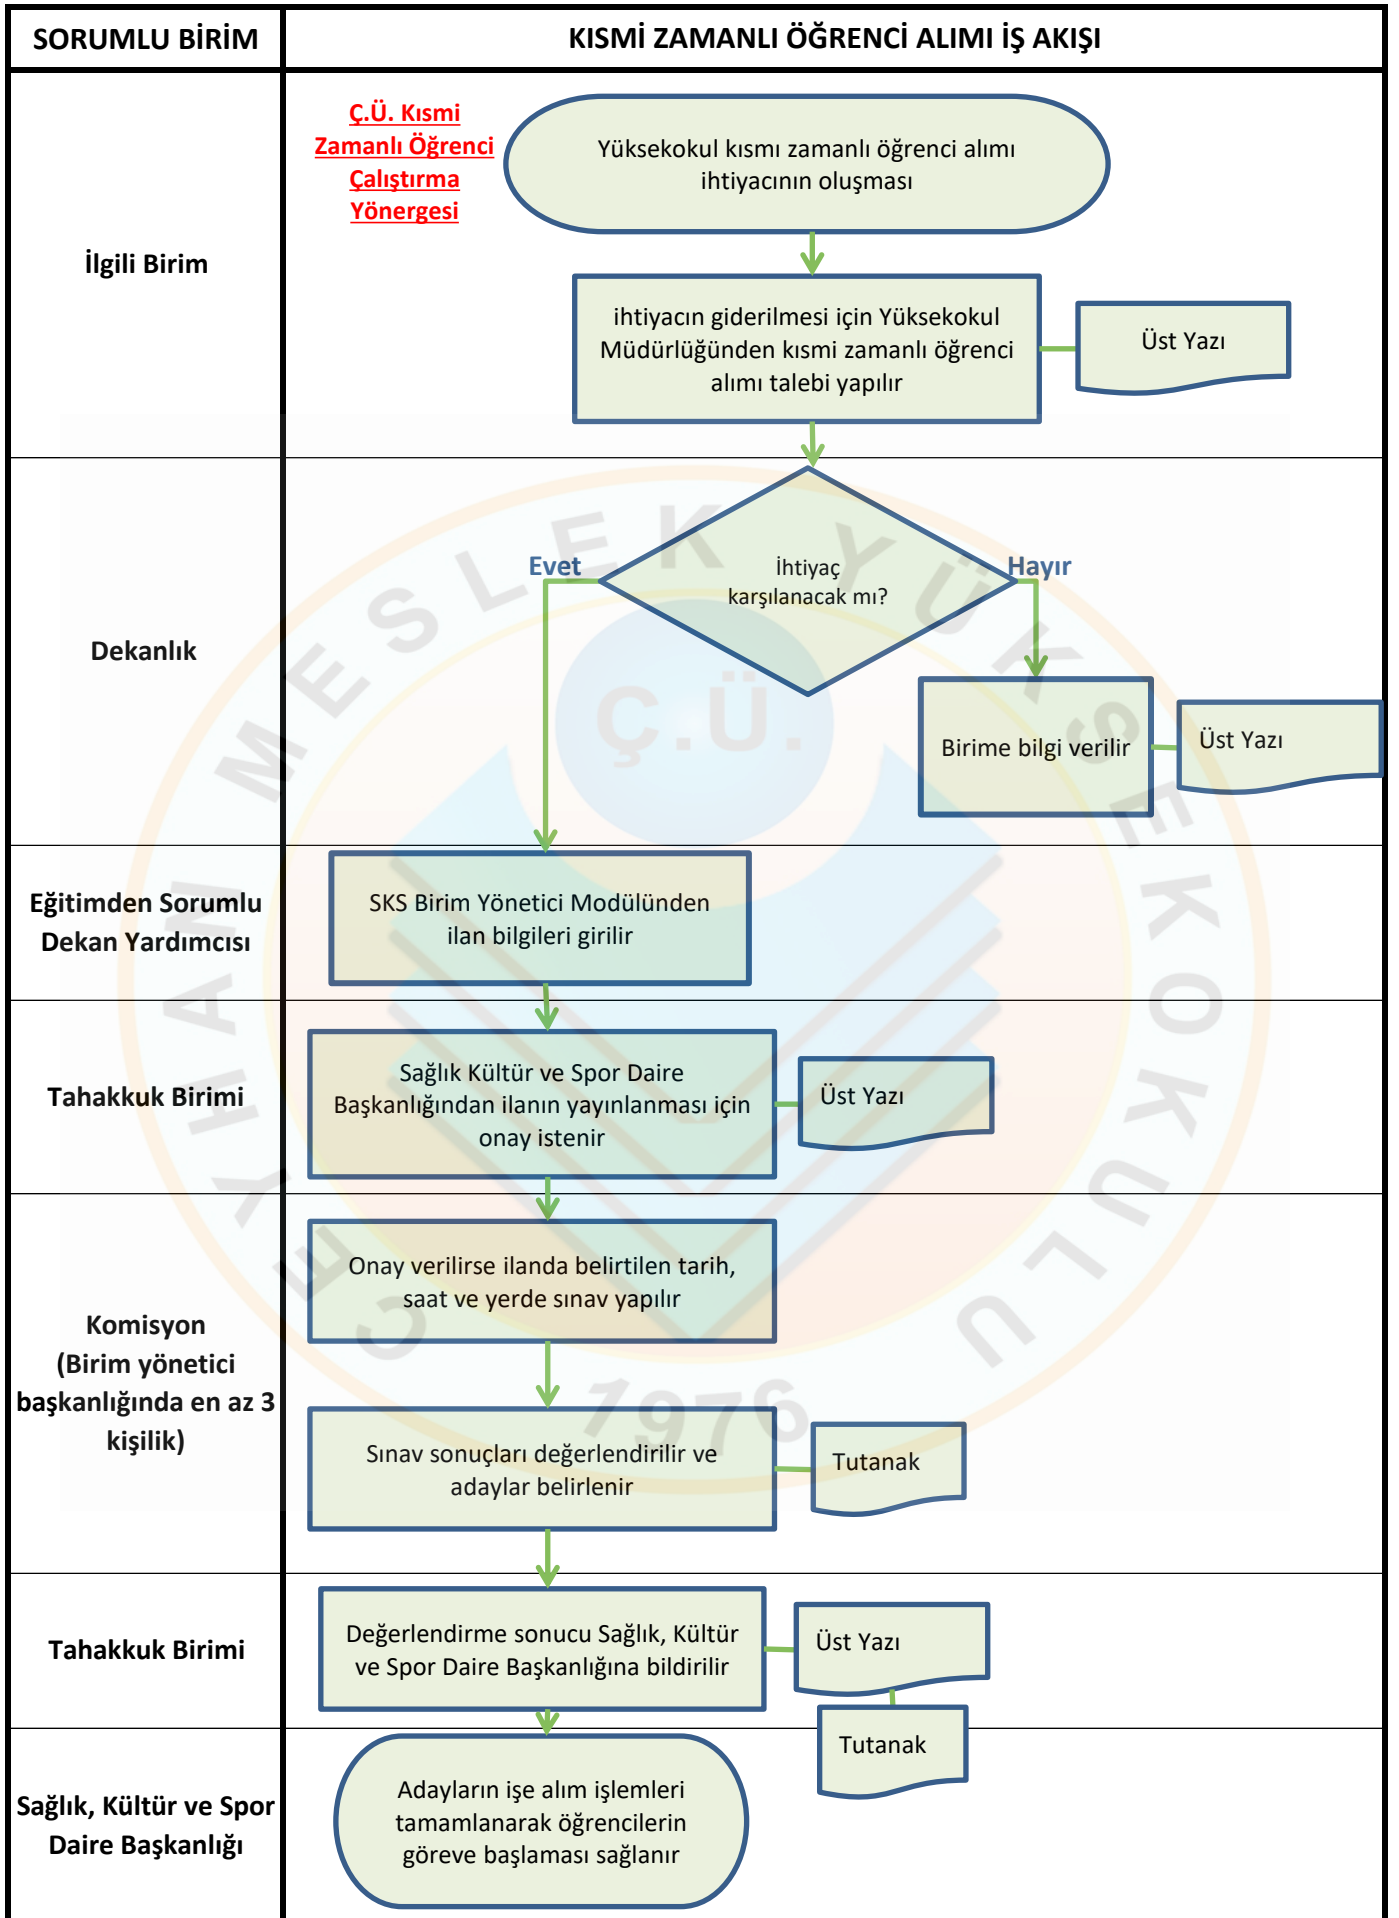 SORUMLU BİRİM
KISMİ ZAMANLI ÖĞRENCİ ALIMI İŞ AKIŞI
İlgili Birim
Ç.Ü. Kısmi
Zamanlı Öğrenci
Çalıştırma
Yönergesi
Yüksekokul kısmı zamanlı öğrenci alımı
ihtiyacının oluşması
ihtiyacın giderilmesi için Yüksekokul
Müdürlüğünden kısmi zamanlı öğrenci
alımı talebi yapılır
Üst Yazı
Dekanlık
Evet
İhtiyaç
karşılanacak mı?
Hayır
Birime bilgi verilir
Üst Yazı
Eğitimden Sorumlu
Dekan Yardımcısı
SKS Birim Yönetici Modülünden
ilan bilgileri girilir
Tahakkuk Birimi
Sağlık Kültür ve Spor Daire
Başkanlığından ilanın yayınlanması için
onay istenir
Üst Yazı
Komisyon
(Birim yönetici
başkanlığında en az 3
kişilik)
Onay verilirse ilanda belirtilen tarih,
saat ve yerde sınav yapılır
Sınav sonuçları değerlendirilir ve
adaylar belirlenir
Tutanak
Tahakkuk Birimi
Değerlendirme sonucu Sağlık, Kültür
ve Spor Daire Başkanlığına bildirilir
Üst Yazı
Tutanak
Sağlık, Kültür ve Spor
Daire Başkanlığı
Adayların işe alım işlemleri
tamamlanarak öğrencilerin
göreve başlaması sağlanır
CEYHAN MESLEK YÜKSEKOKULU
Ç.Ü.
1976